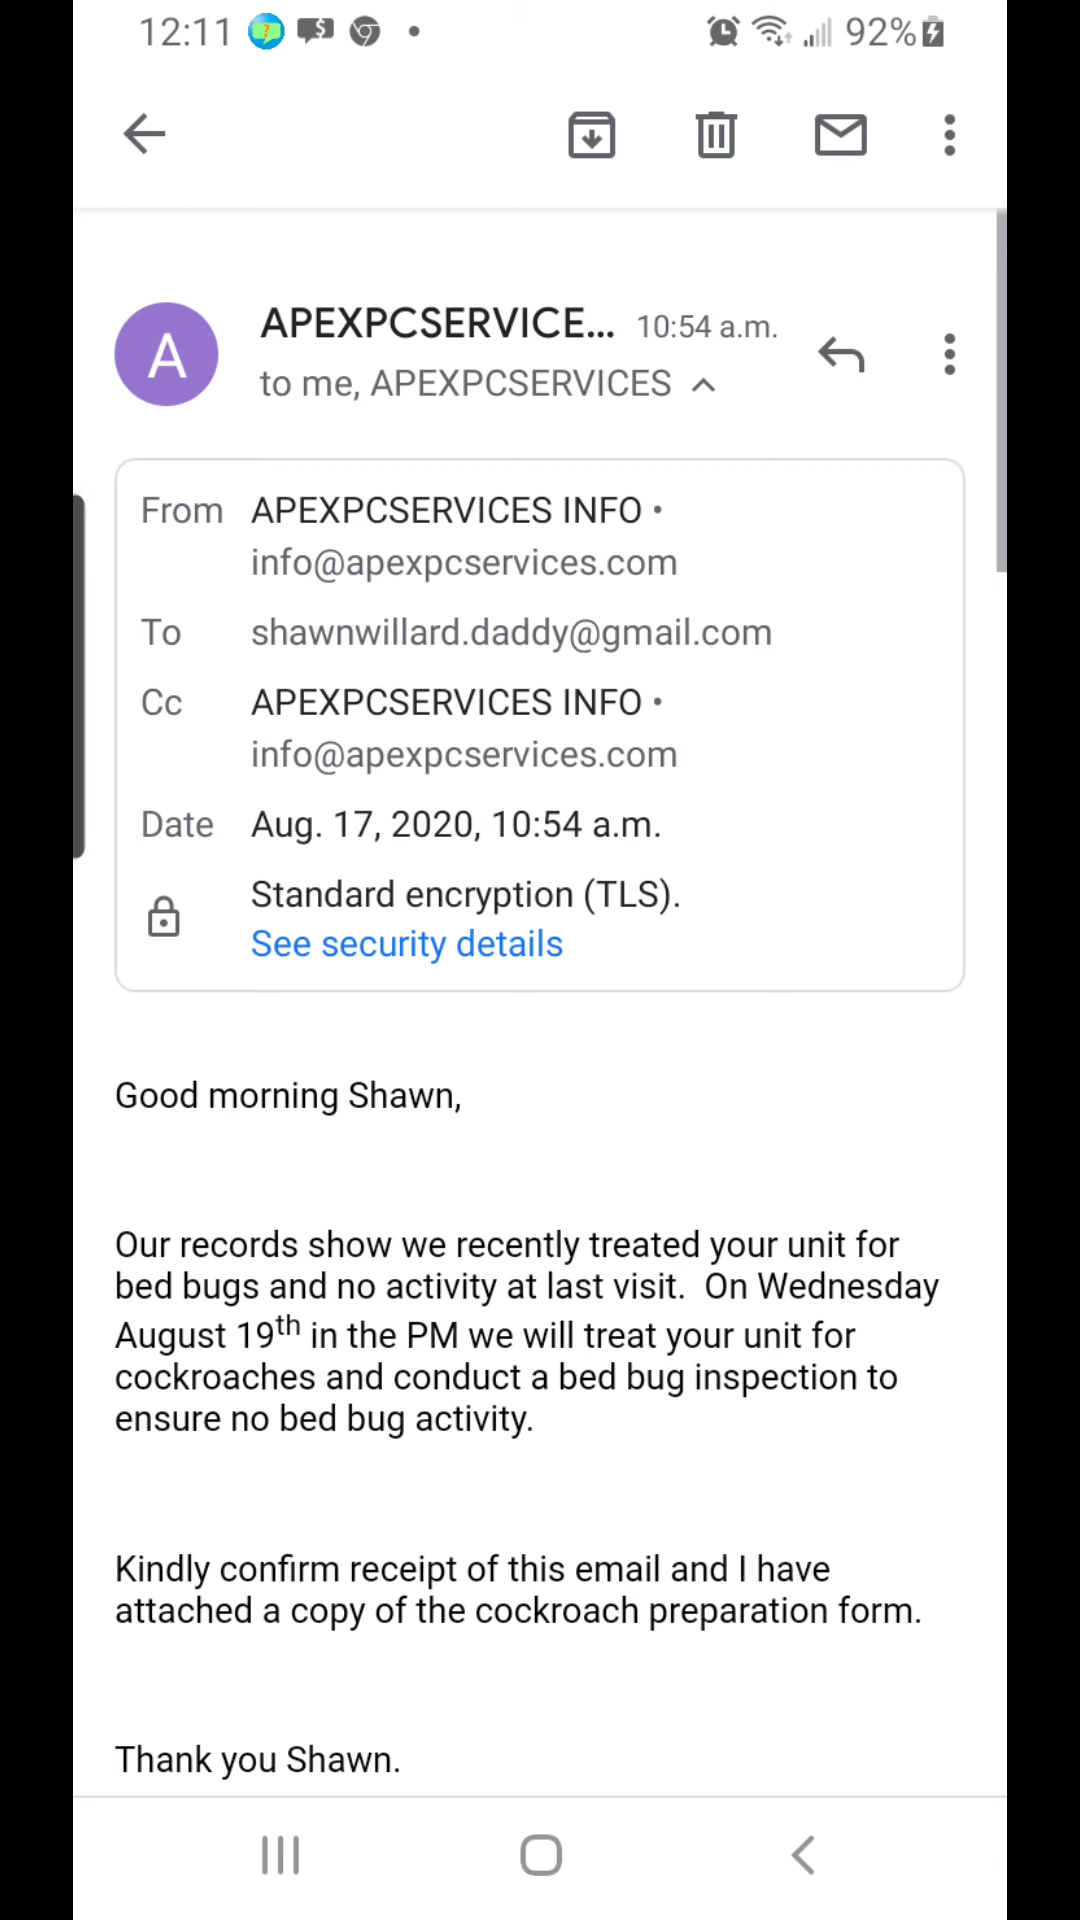 12:11 92%
APEXPCSERVICE... 10:54 a.m.
to me, APEXPCSERVICES
A
From APEXPCSERVICES INFO •
info@apexpcservices.com
To shawnwillard.daddy@gmail.com
Cc APEXPCSERVICES INFO •
info@apexpcservices.com
Date Aug. 17, 2020, 10:54 a.m.
Standard encryption (TLS).
See security details
Good morning Shawn,
Our records show we recently treated your unit for
bed bugs and no activity at last visit.  On Wednesday
August 19th in the PM we will treat your unit for
cockroaches and conduct a bed bug inspection to
ensure no bed bug activity.
Kindly confirm receipt of this email and I have
attached a copy of the cockroach preparation form.
Thank you Shawn.